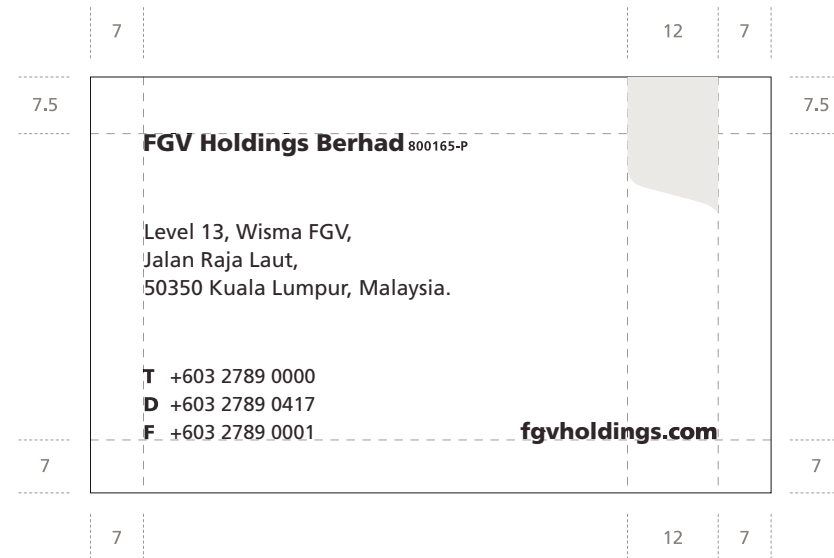 7 12 7
7.5 7.5
FGV Holdings Berhad 800165-P
Level 13, Wisma FGV,
Jalan Raja Laut,
50350 Kuala Lumpur, Malaysia.
T +603 2789 0000
D +603 2789 0417
F +603 2789 0001 fgvholdings.com
7 7
7 12 7